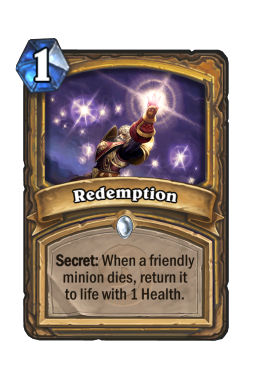 1
Redemption
Secret: When a friendly
minion dies, return it
to life with 1 Health.